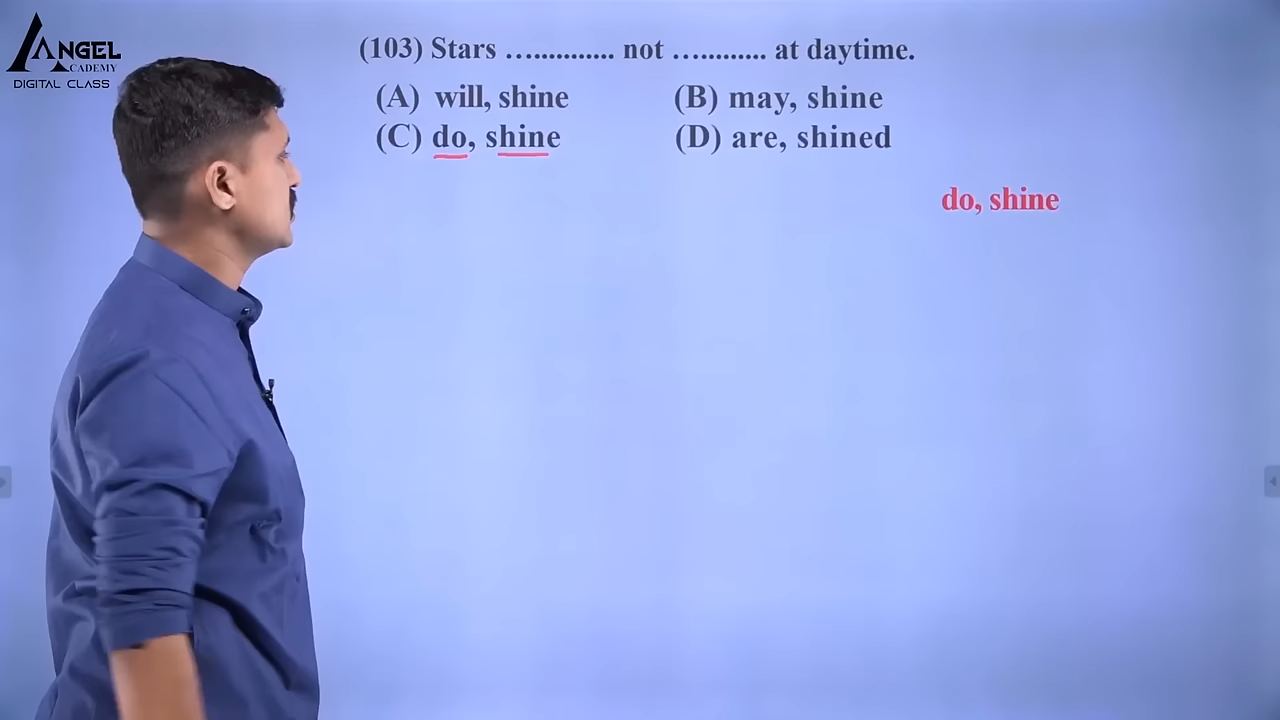 ANGEL
ACADEMY
DIGITAL CLASS
(103) Stars .............. not ............ at daytime.
(A) will, shine (B) may, shine
(C) do, shine (D) are, shined
do, shine